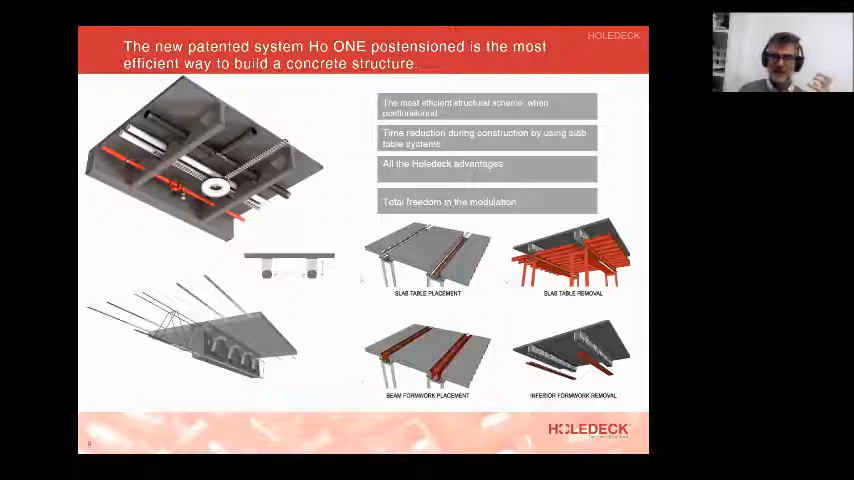 HOLEDECK
The new patented system Ho ONE postensioned is the most
efficient way to build a concrete structure.
The most efficient structural scheme when
posttensioned
Time reduction during construction by using slab
table systems
All the Holedeck advantages
Total freedom in the modulation
SLAB TABLE PLACEMENT
SLAB TABLE REMOVAL
BEAM FORMWORK PLACEMENT
INFERIOR FORMWORK REMOVAL
HOLEDECK
9